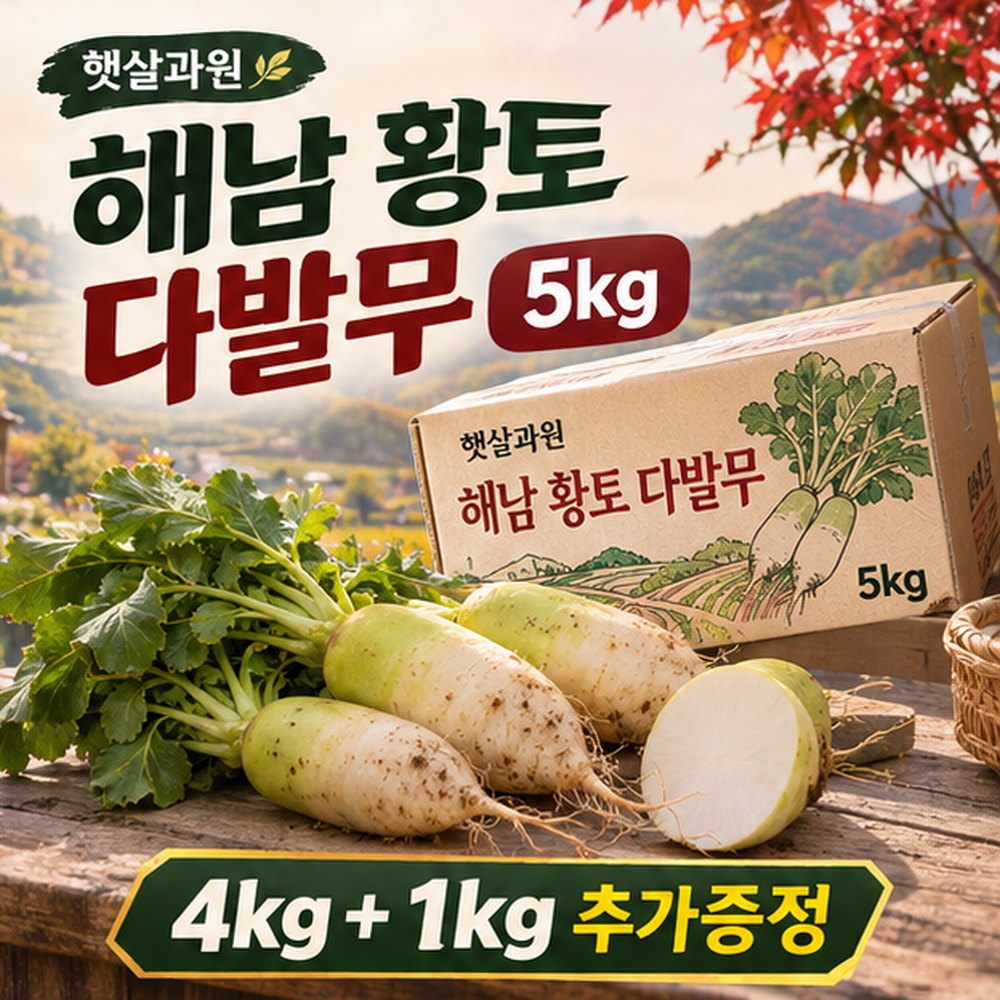 햇살과원
해남 황토
다발무 5kg
햇살과원
해남 황토 다발무
5kg
4kg + 1kg 추가증정